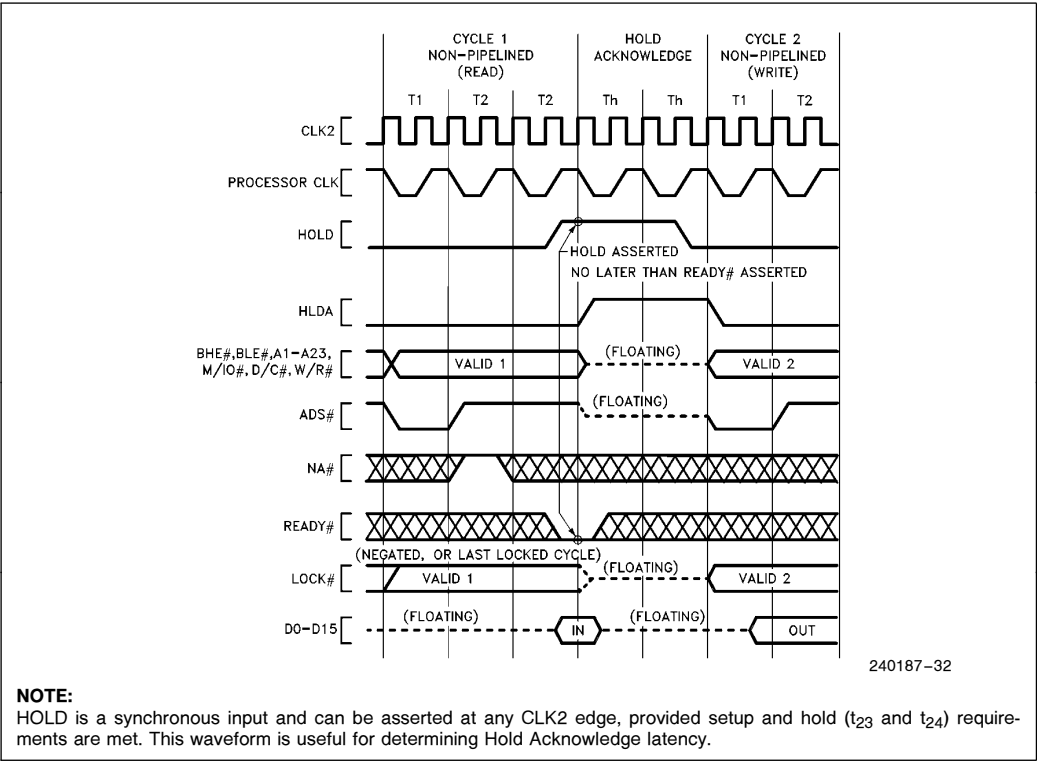 CYCLE 1
NON-PIPELINED
(READ)
HOLD
ACKNOWLEDGE
CYCLE 2
NON-PIPELINED
(WRITE)
T1 T2 T2 Th Th T1 T2
CLK2
PROCESSOR CLK
HOLD
HOLD ASSERTED
NO LATER THAN READY# ASSERTED
HLDA
BHE#,BLE#,A1-A23,
M/IO#,D/C#,W/R#
VALID 1 (FLOATING) VALID 2
ADS#
(FLOATING)
NA#
READY#
(NEGATED, OR LAST LOCKED CYCLE)
LOCK#
VALID 1 (FLOATING) VALID 2
D0-D15
(FLOATING) IN (FLOATING) OUT
240187-32
NOTE:
HOLD is a synchronous input and can be asserted at any CLK2 edge, provided setup and hold (t23 and t24) require-
ments are met. This waveform is useful for determining Hold Acknowledge latency.